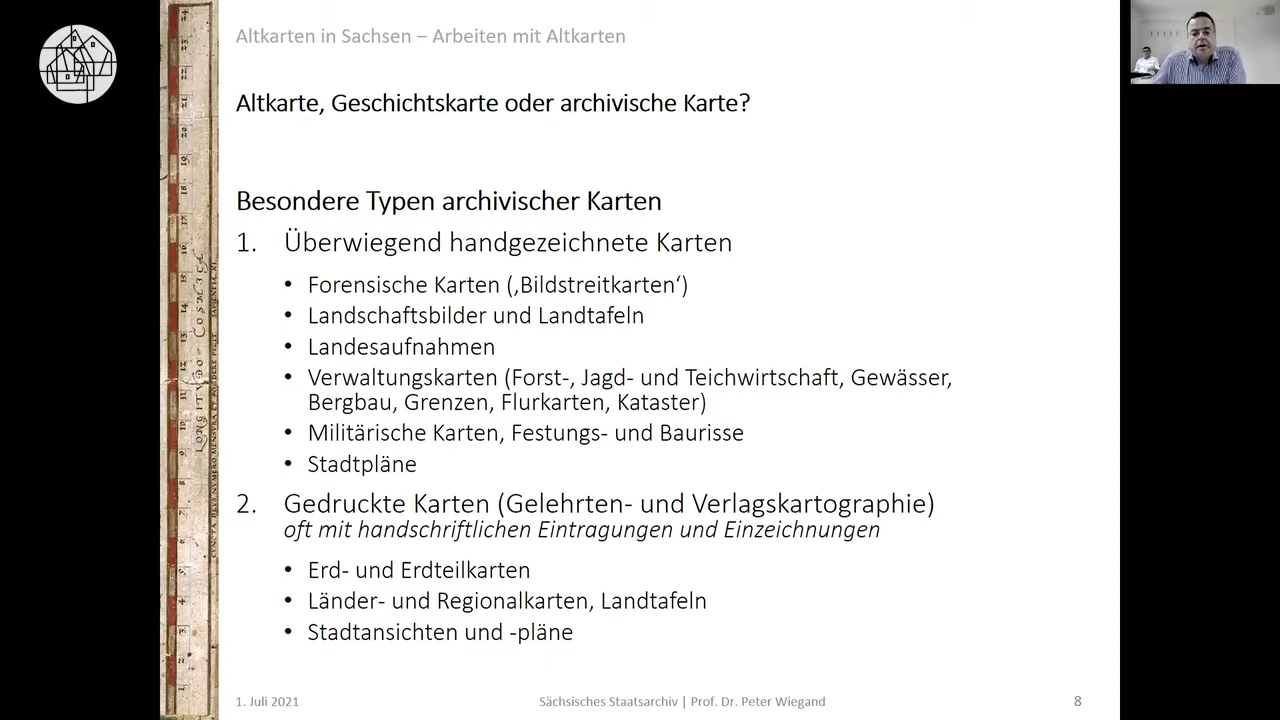 Altkarten in Sachsen – Arbeiten mit Altkarten
Altkarte, Geschichtskarte oder archivische Karte?
Besondere Typen archivischer Karten
1. Überwiegend handgezeichnete Karten
• Forensische Karten (‚Bildstreitkarten‘)
• Landschaftsbilder und Landtafeln
• Landesaufnahmen
• Verwaltungskarten (Forst-, Jagd- und Teichwirtschaft, Gewässer,
Bergbau, Grenzen, Flurkarten, Kataster)
• Militärische Karten, Festungs- und Baurisse
• Stadtpläne
2. Gedruckte Karten (Gelehrten- und Verlagskartographie)
oft mit handschriftlichen Eintragungen und Einzeichnungen
• Erd- und Erdteilkarten
• Länder- und Regionalkarten, Landtafeln
• Stadtansichten und -pläne
1. Juli 2021
Sächsisches Staatsarchiv | Prof. Dr. Peter Wiegand
8
LONGITVDO COSMICA